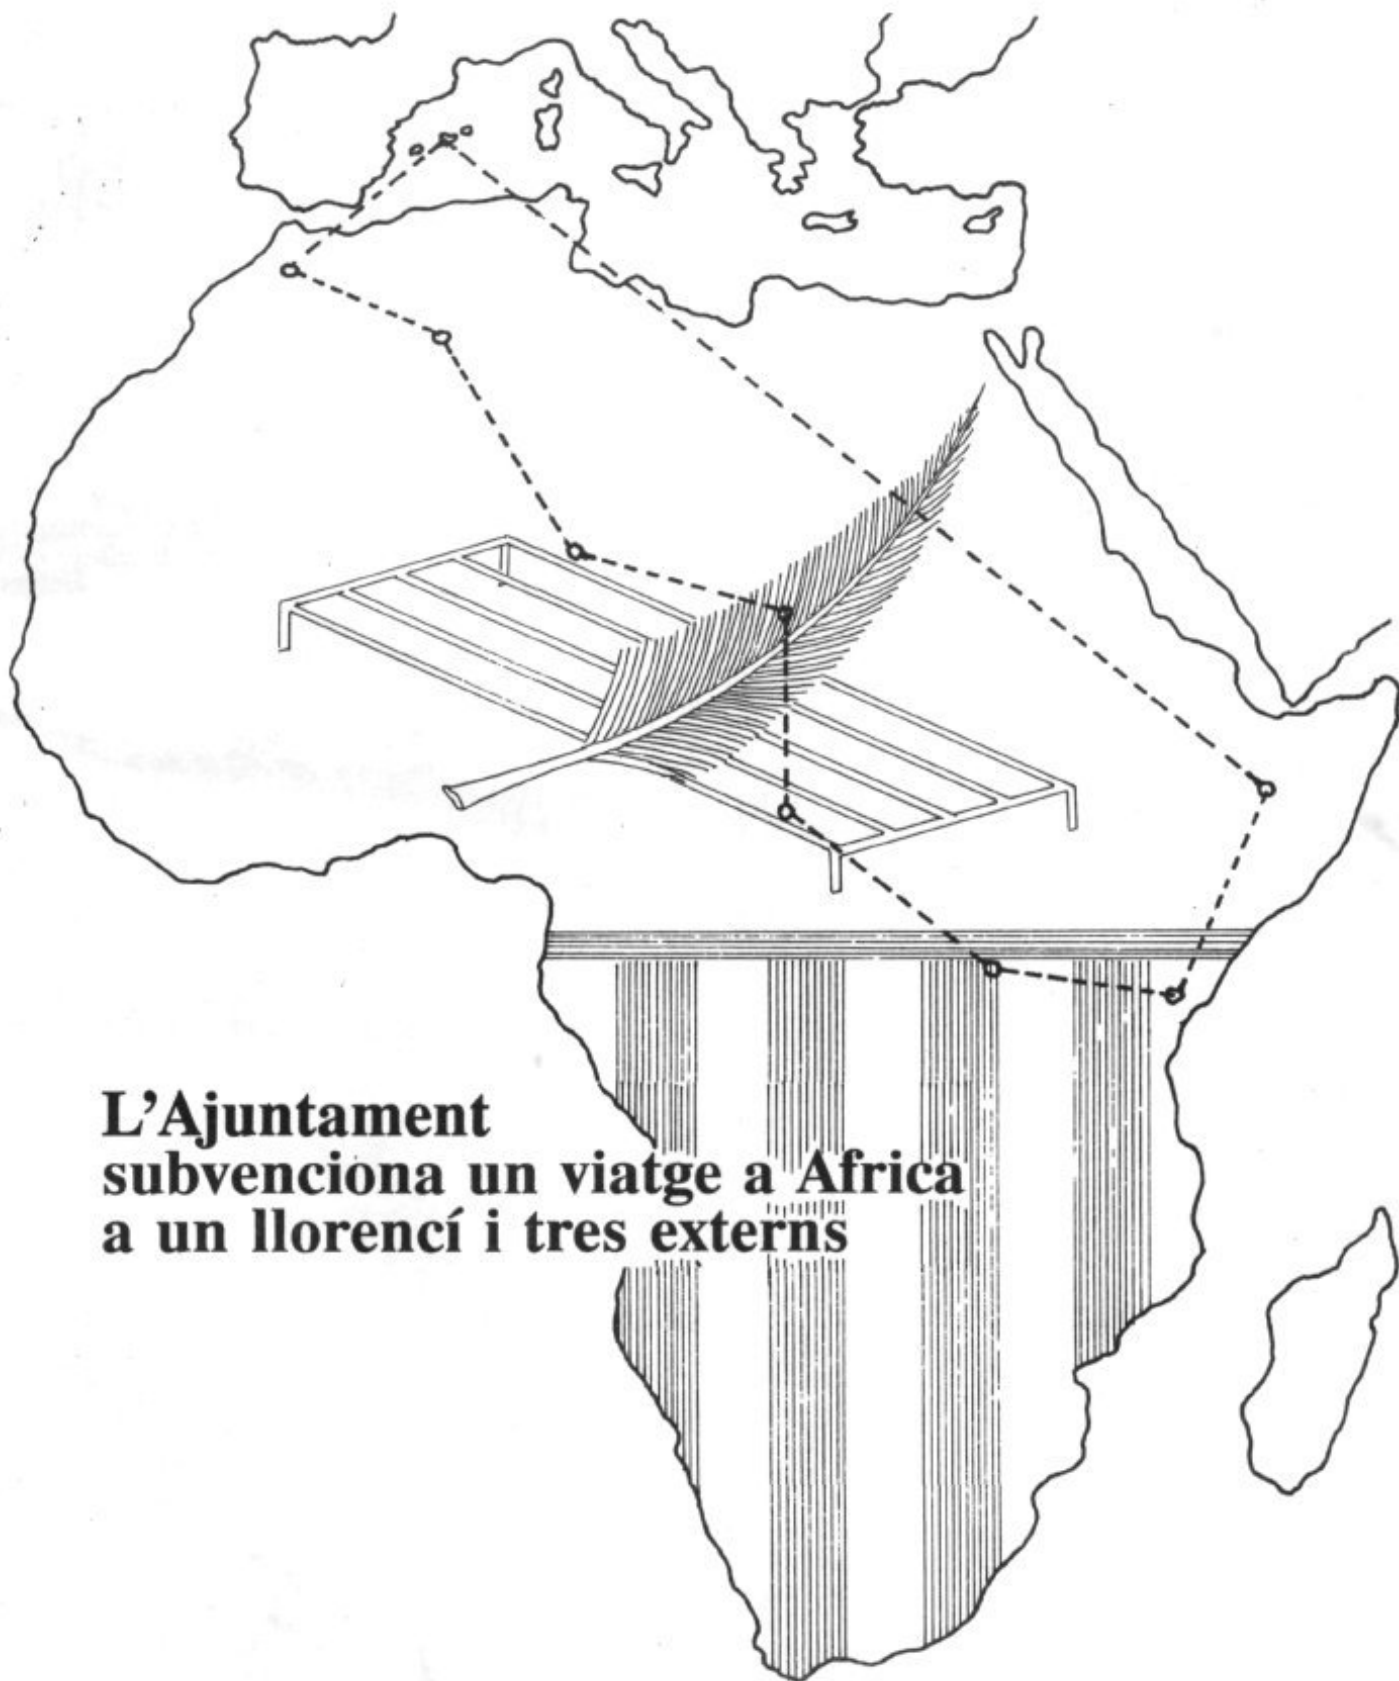 L’Ajuntament
subvenciona un viatge a Africa
a un llorencí i tres externs